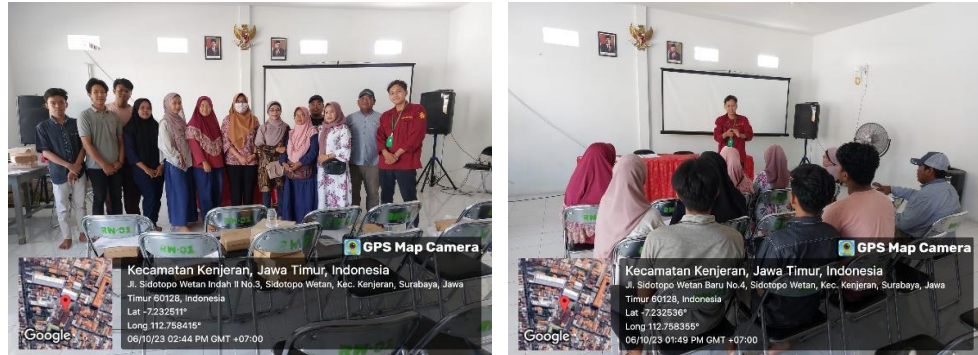 GPS Map Camera
Kecamatan Kenjeran, Jawa Timur, Indonesia
Jl. Sidotopo Wetan Indah II No.3, Sidotopo Wetan, Kec. Kenjeran, Surabaya, Jawa
Timur 60128, Indonesia
Lat -7.232511°
Long 112.758415°
06/10/23 02:44 PM GMT +07:00
Google
GPS Map Camera
Kecamatan Kenjeran, Jawa Timur, Indonesia
Jl. Sidotopo Wetan Baru No.4, Sidotopo Wetan, Kec. Kenjeran, Surabaya, Jawa
Timur 60128, Indonesia
Lat -7.232536°
Long 112.758355°
06/10/23 01:49 PM GMT +07:00
Google